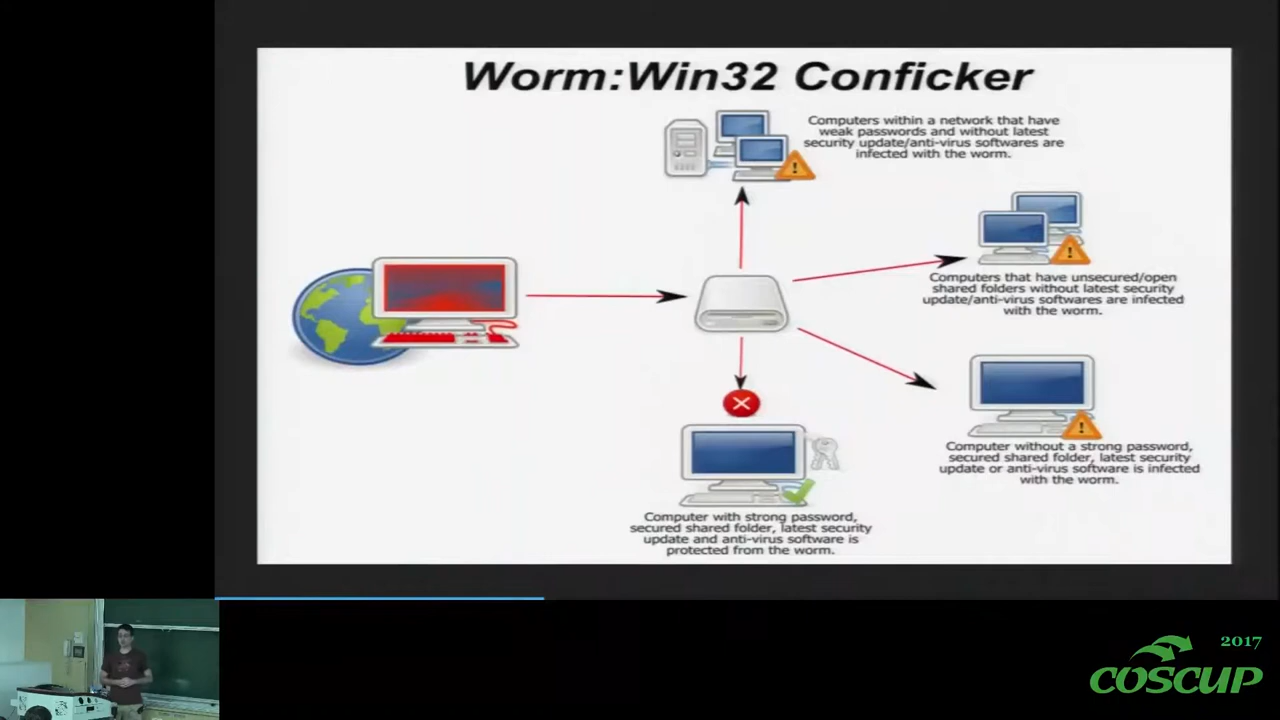 Worm:Win32 Conficker
Computers within a network that have
weak passwords and without latest
security update/anti-virus softwares are
infected with the worm.
Computers that have unsecured/open
shared folders without latest security
update/anti-virus softwares are infected
with the worm.
Computer without a strong password,
secured shared folder, latest security
update or anti-virus software is infected
with the worm.
Computer with strong password,
secured shared folder, latest security
update and anti-virus software is
protected from the worm.
2017
COSCUP